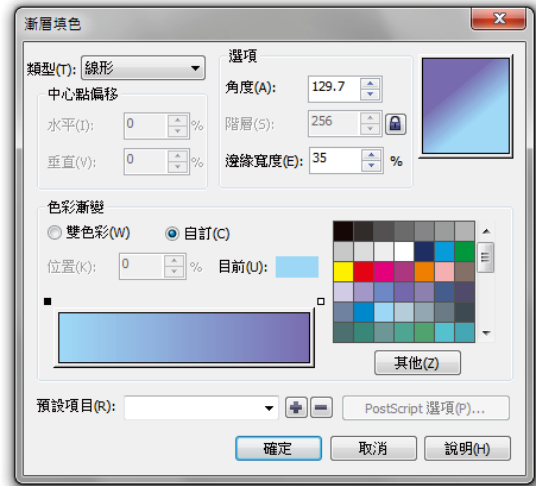 漸層填色
類型(T): 線形
中心點偏移
水平(I): 0 %
垂直(V): 0 %
選項
角度(A): 129.7
階層(S): 256
邊緣寬度(E): 35 %
色彩漸變
雙色彩(W) 自訂(C)
位置(K): 0 % 目前(U):
其他(Z)
預設項目(R):
PostScript 選項(P)...
確定 取消 說明(H)